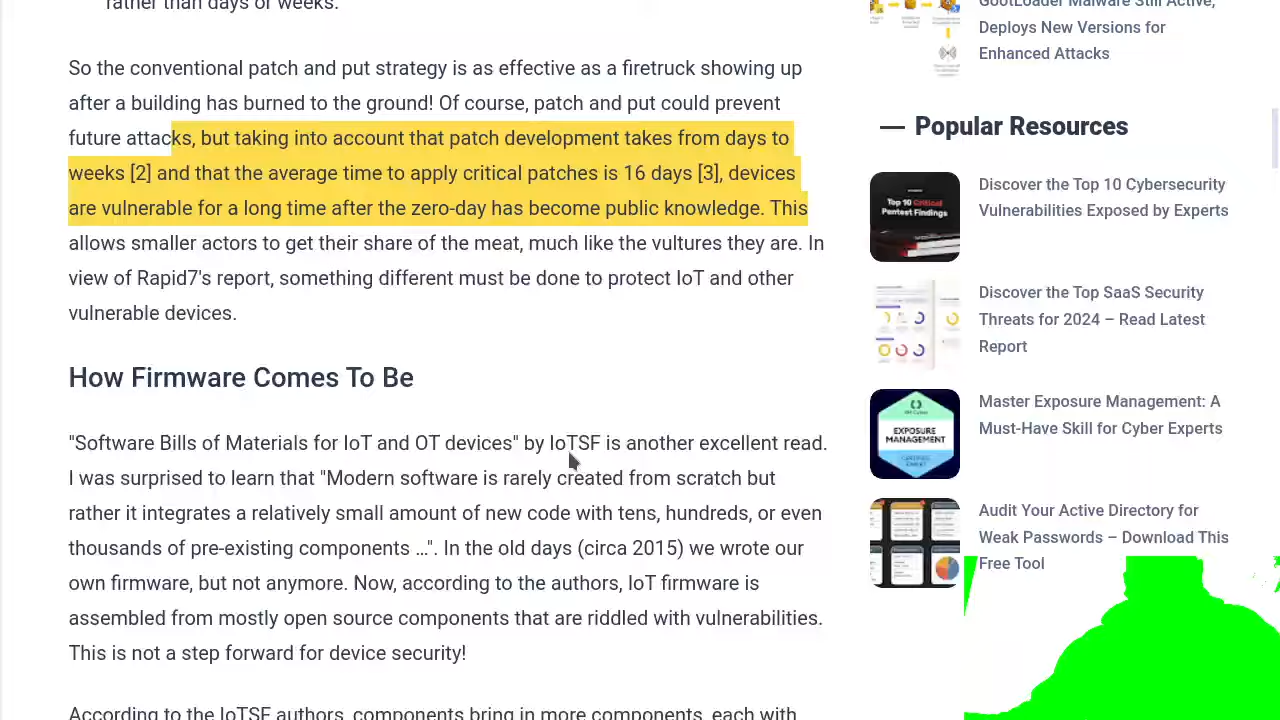 rather than days or weeks.
So the conventional patch and put strategy is as effective as a firetruck showing up
after a building has burned to the ground! Of course, patch and put could prevent
future attacks, but taking into account that patch development takes from days to
weeks [2] and that the average time to apply critical patches is 16 days [3], devices
are vulnerable for a long time after the zero-day has become public knowledge. This
allows smaller actors to get their share of the meat, much like the vultures they are. In
view of Rapid7's report, something different must be done to protect IoT and other
vulnerable devices.
How Firmware Comes To Be
"Software Bills of Materials for IoT and OT devices" by IoTSF is another excellent read.
I was surprised to learn that "Modern software is rarely created from scratch but
rather it integrates a relatively small amount of new code with tens, hundreds, or even
thousands of pre-existing components …". In the old days (circa 2015) we wrote our
own firmware, but not anymore. Now, according to the authors, IoT firmware is
assembled from mostly open source components that are riddled with vulnerabilities.
This is not a step forward for device security!
According to the IoTSF authors, components bring in more components, each with
GootLoader Malware Still Active,
Deploys New Versions for
Enhanced Attacks
Popular Resources
Top 10 Critical
Pentest Findings
Discover the Top 10 Cybersecurity
Vulnerabilities Exposed by Experts
Discover the Top SaaS Security
Threats for 2024 – Read Latest
Report
EXPOSURE
MANAGEMENT
Master Exposure Management: A
Must-Have Skill for Cyber Experts
Audit Your Active Directory for
Weak Passwords – Download This
Free Tool